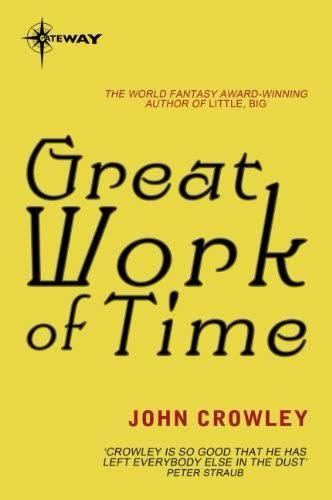 GATEWAY
THE WORLD FANTASY AWARD-WINNING
AUTHOR OF LITTLE, BIG
Great
Work
of Time
JOHN CROWLEY
'CROWLEY IS SO GOOD THAT HE HAS
LEFT EVERYBODY ELSE IN THE DUST'
PETER STRAUB